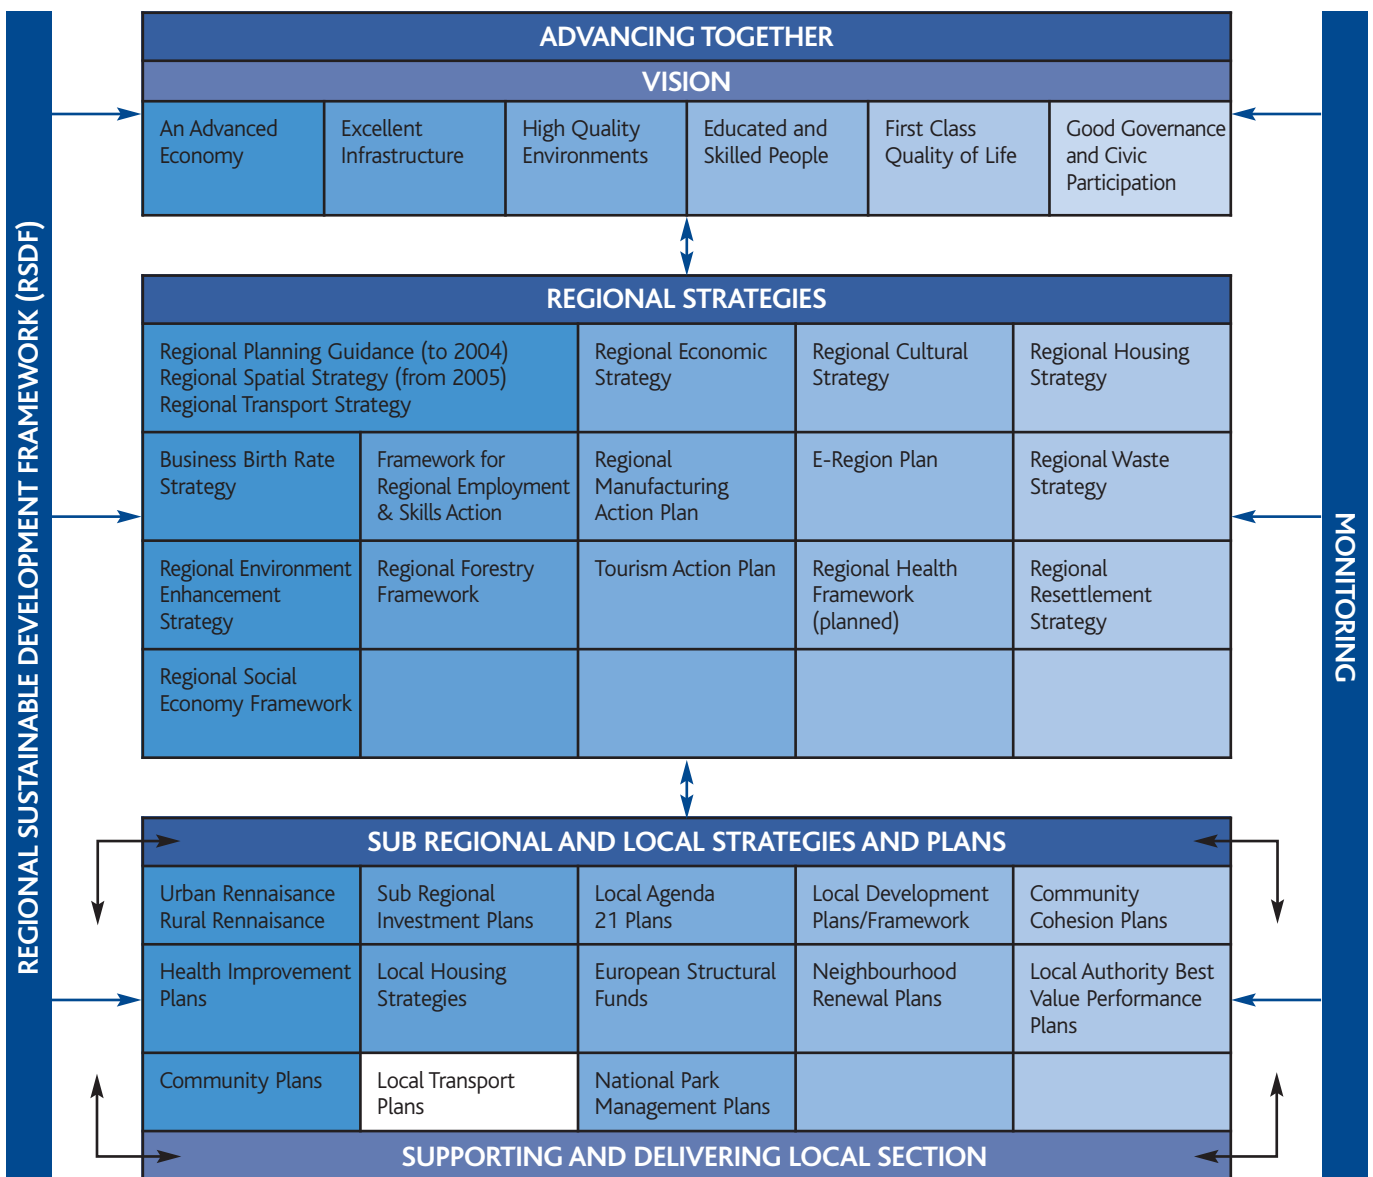 REGIONAL SUSTAINABLE DEVELOPMENT FRAMEWORK (RSDF)
ADVANCING TOGETHER
VISION
An Advanced
Economy
Excellent
Infrastructure
High Quality
Environments
Educated and
Skilled People
First Class
Quality of Life
Good Governance
and Civic
Participation
REGIONAL STRATEGIES
Regional Planning Guidance (to 2004)
Regional Spatial Strategy (from 2005)
Regional Transport Strategy
Regional Economic
Strategy
Regional Cultural
Strategy
Regional Housing
Strategy
Business Birth Rate
Strategy
Framework for
Regional Employment
& Skills Action
Regional
Manufacturing
Action Plan
E-Region Plan
Regional Waste
Strategy
Regional Environment
Enhancement
Strategy
Regional Forestry
Framework
Tourism Action Plan
Regional Health
Framework
(planned)
Regional
Resettlement
Strategy
Regional Social
Economy Framework
SUB REGIONAL AND LOCAL STRATEGIES AND PLANS
Urban Rennaisance
Rural Rennaisance
Sub Regional
Investment Plans
Local Agenda
21 Plans
Local Development
Plans/Framework
Community
Cohesion Plans
Health Improvement
Plans
Local Housing
Strategies
European Structural
Funds
Neighbourhood
Renewal Plans
Local Authority Best
Value Performance
Plans
Community Plans
Local Transport
Plans
National Park
Management Plans
SUPPORTING AND DELIVERING LOCAL SECTION
MONITORING